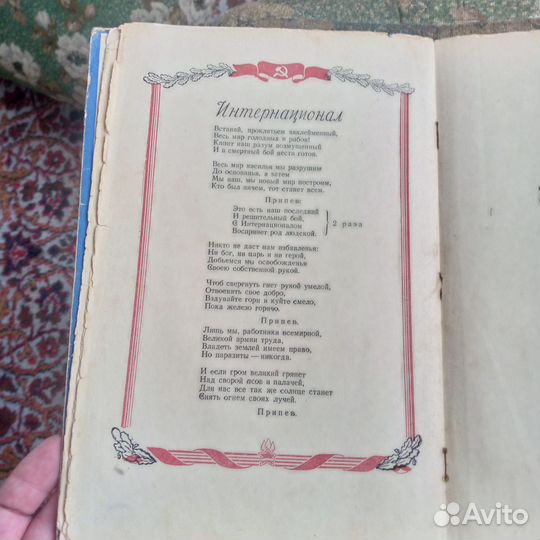 Интернационал
Вставай, проклятьем заклейменный,
Весь мир голодных и рабов!
Кипит наш разум возмущенный
И в смертный бой вести готов.
Весь мир насилья мы разрушим
До основанья, а затем
Мы наш, мы новый мир построим,
Кто был ничем, тот станет всем.
Припев:
Это есть наш последний
И решительный бой,
С Интернационалом
Воспрянет род людской.
2 раза
Никто не даст нам избавленья:
Ни бог, ни царь и ни герой,
Добьемся мы освобожденья
Своею собственной рукой.
Чтоб свергнуть гнет рукой умелой,
Отвоевать свое добро,
Вздувайте горн и куйте смело,
Пока железо горячо.
Припев.
Лишь мы, работники всемирной,
Великой армии труда,
Владеть землей имеем право,
Но паразиты — никогда.
И если гром великий грянет
Над сворой псов и палачей,
Для нас все так же солнце станет
Сиять огнем своих лучей.
Припев.
Avito